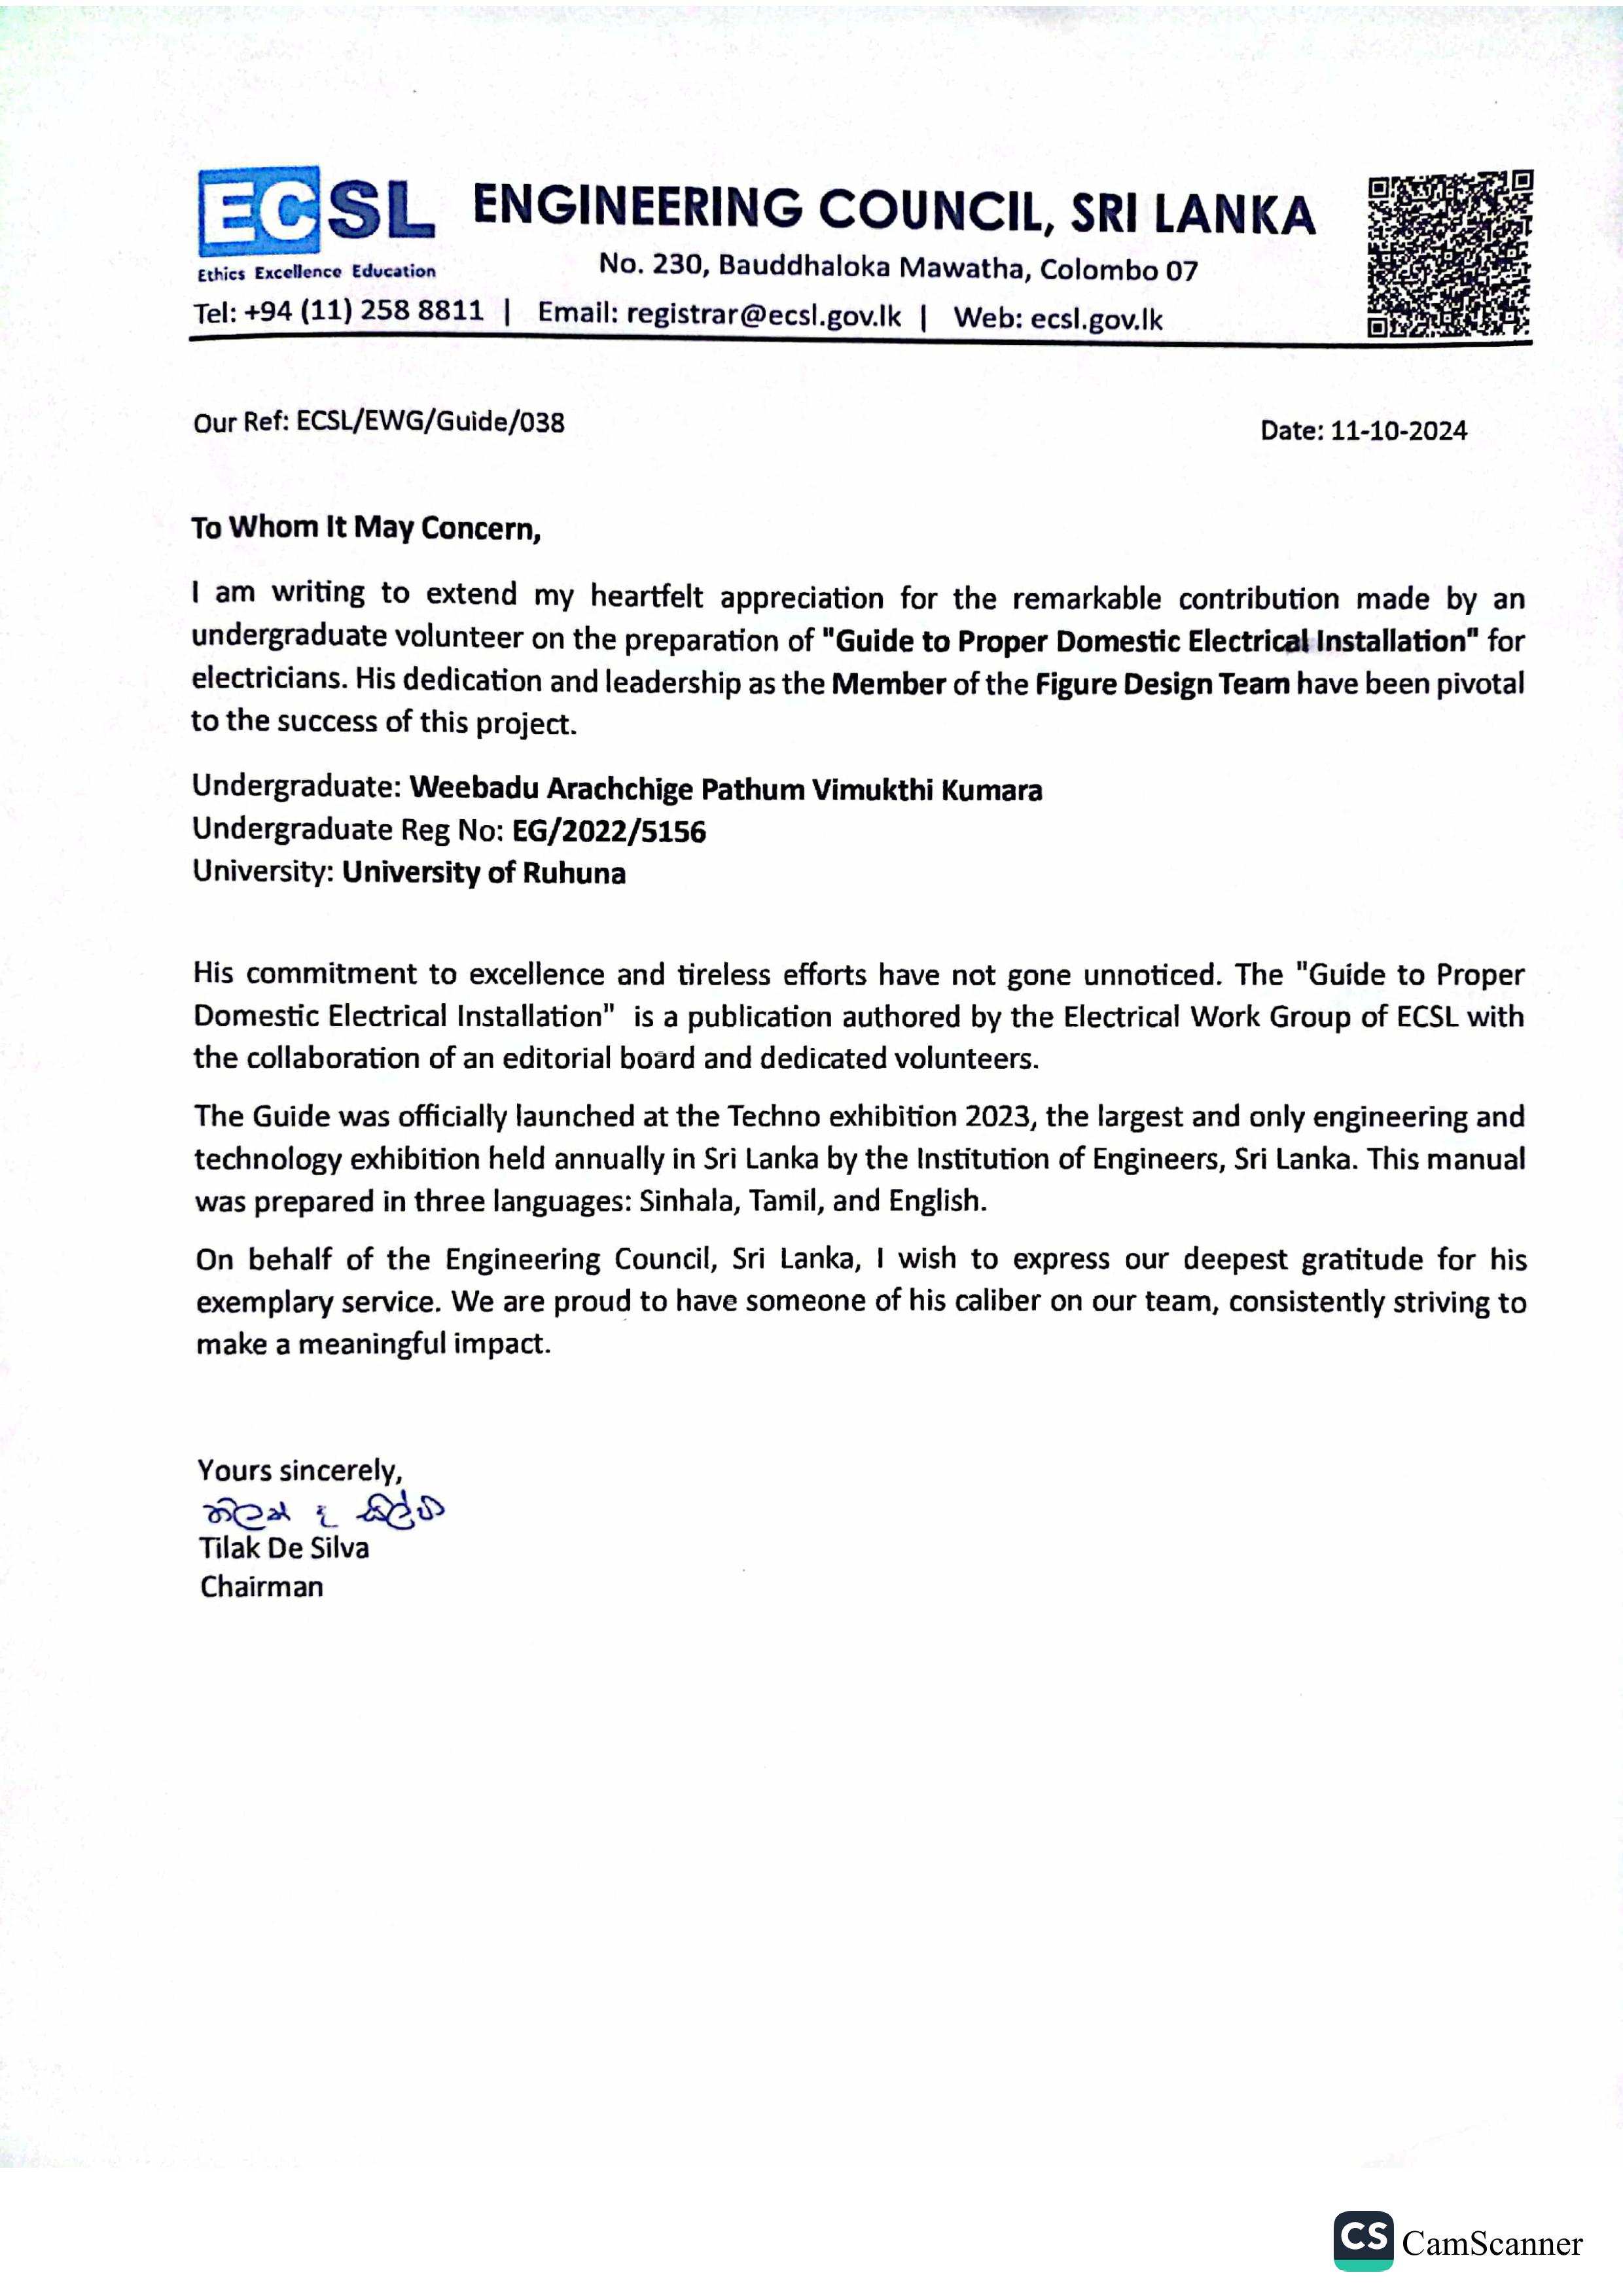 ECSL
ENGINEERING COUNCIL, SRI LANKA
Ethics Excellence Education
No. 230, Bauddhaloka Mawatha, Colombo 07
Tel: +94 (11) 258 8811 | Email: registrar@ecsl.gov.lk | Web: ecsl.gov.lk
Our Ref: ECSL/EWG/Guide/038
Date: 11-10-2024
To Whom It May Concern,
I am writing to extend my heartfelt appreciation for the remarkable contribution made by an
undergraduate volunteer on the preparation of "Guide to Proper Domestic Electrical Installation" for
electricians. His dedication and leadership as the Member of the Figure Design Team have been pivotal
to the success of this project.
Undergraduate: Weebadu Arachchige Pathum Vimukthi Kumara
Undergraduate Reg No: EG/2022/5156
University: University of Ruhuna
His commitment to excellence and tireless efforts have not gone unnoticed. The "Guide to Proper
Domestic Electrical Installation" is a publication authored by the Electrical Work Group of ECSL with
the collaboration of an editorial board and dedicated volunteers.
The Guide was officially launched at the Techno exhibition 2023, the largest and only engineering and
technology exhibition held annually in Sri Lanka by the Institution of Engineers, Sri Lanka. This manual
was prepared in three languages: Sinhala, Tamil, and English.
On behalf of the Engineering Council, Sri Lanka, I wish to express our deepest gratitude for his
exemplary service. We are proud to have someone of his caliber on our team, consistently striving to
make a meaningful impact.
Yours sincerely,
තිලක් ද සිල්වා
Tilak De Silva
Chairman
CS CamScanner